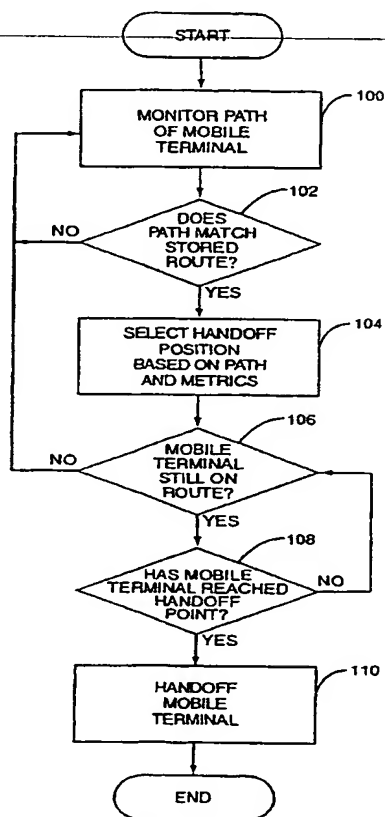 START
100
MONITOR PATH
OF MOBILE
TERMINAL
102
DOES
PATH MATCH
STORED
ROUTE?
NO
YES
104
SELECT HANDOFF
POSITION
BASED ON PATH
AND METRICS
106
MOBILE
TERMINAL
STILL ON
ROUTE?
NO
YES
108
HAS MOBILE
TERMINAL REACHED
HANDOFF
POINT?
NO
YES
110
HANDOFF
MOBILE
TERMINAL
END